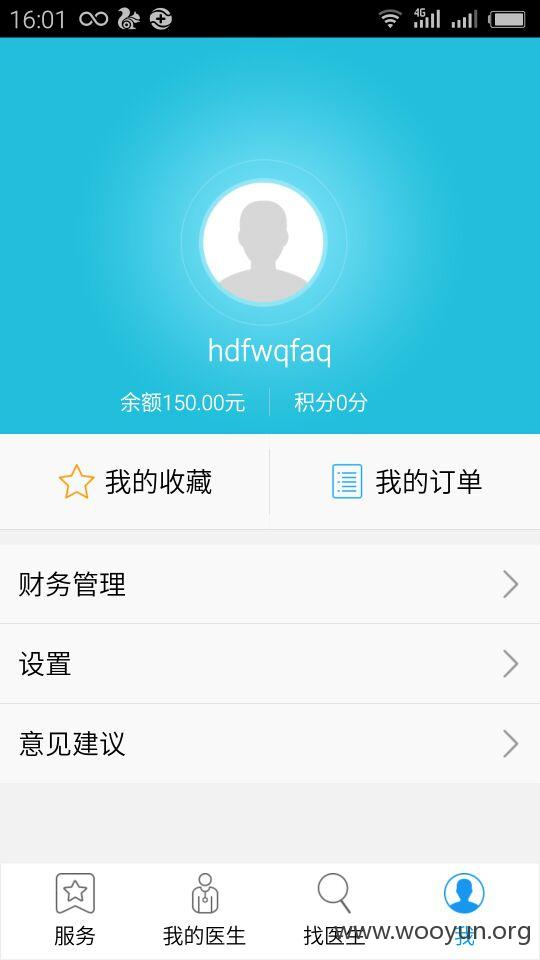 16:01
4G
hdfwqfaq
余额150.00元 积分0分
我的收藏 我的订单
财务管理
设置
意见建议
服务 我的医生 找医生 我
www.wooyun.org